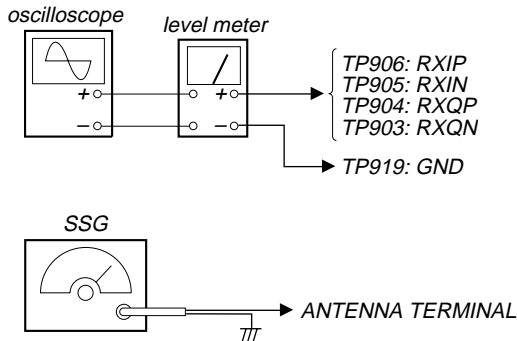 oscilloscope
level meter
+ + TP906: RXIP
TP905: RXIN
TP904: RXQP
TP903: RXQN
– – TP919: GND
SSG
ANTENNA TERMINAL